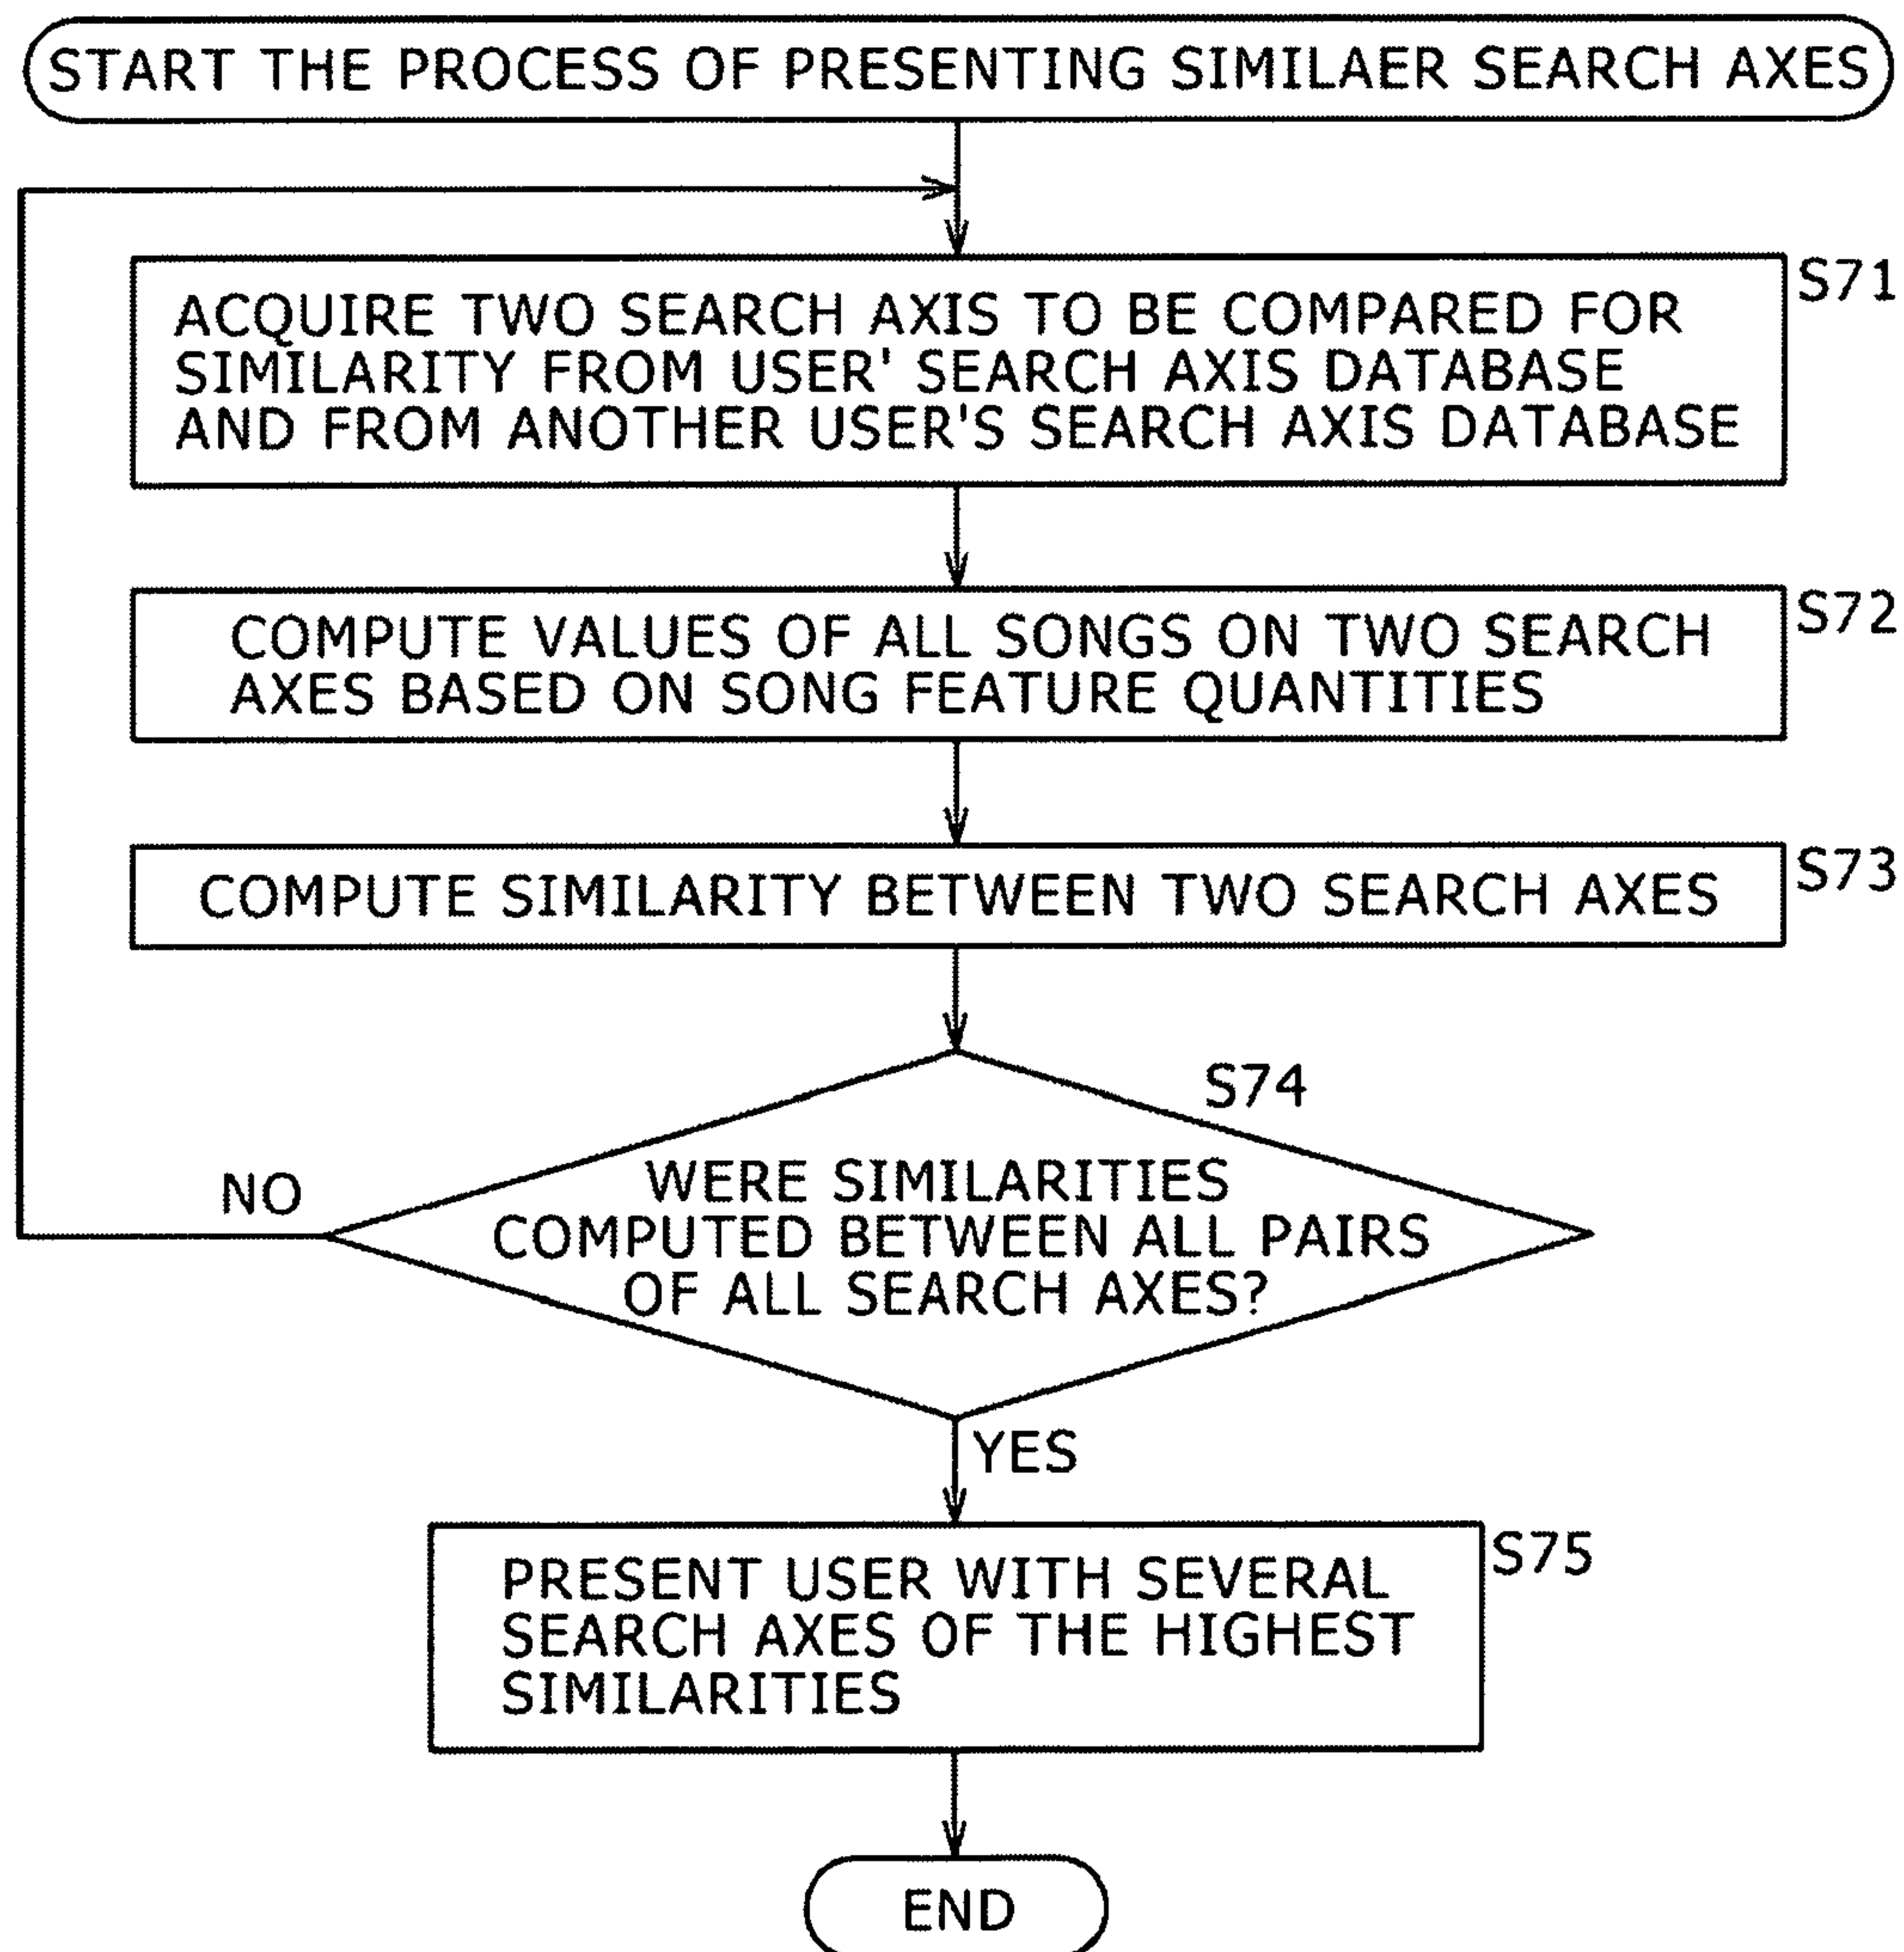 START THE PROCESS OF PRESENTING SIMILAER SEARCH AXES
S71
ACQUIRE TWO SEARCH AXIS TO BE COMPARED FOR
SIMILARITY FROM USER' SEARCH AXIS DATABASE
AND FROM ANOTHER USER'S SEARCH AXIS DATABASE
S72
COMPUTE VALUES OF ALL SONGS ON TWO SEARCH
AXES BASED ON SONG FEATURE QUANTITIES
S73
COMPUTE SIMILARITY BETWEEN TWO SEARCH AXES
S74
WERE SIMILARITIES
COMPUTED BETWEEN ALL PAIRS
OF ALL SEARCH AXES?
NO
YES
S75
PRESENT USER WITH SEVERAL
SEARCH AXES OF THE HIGHEST
SIMILARITIES
END